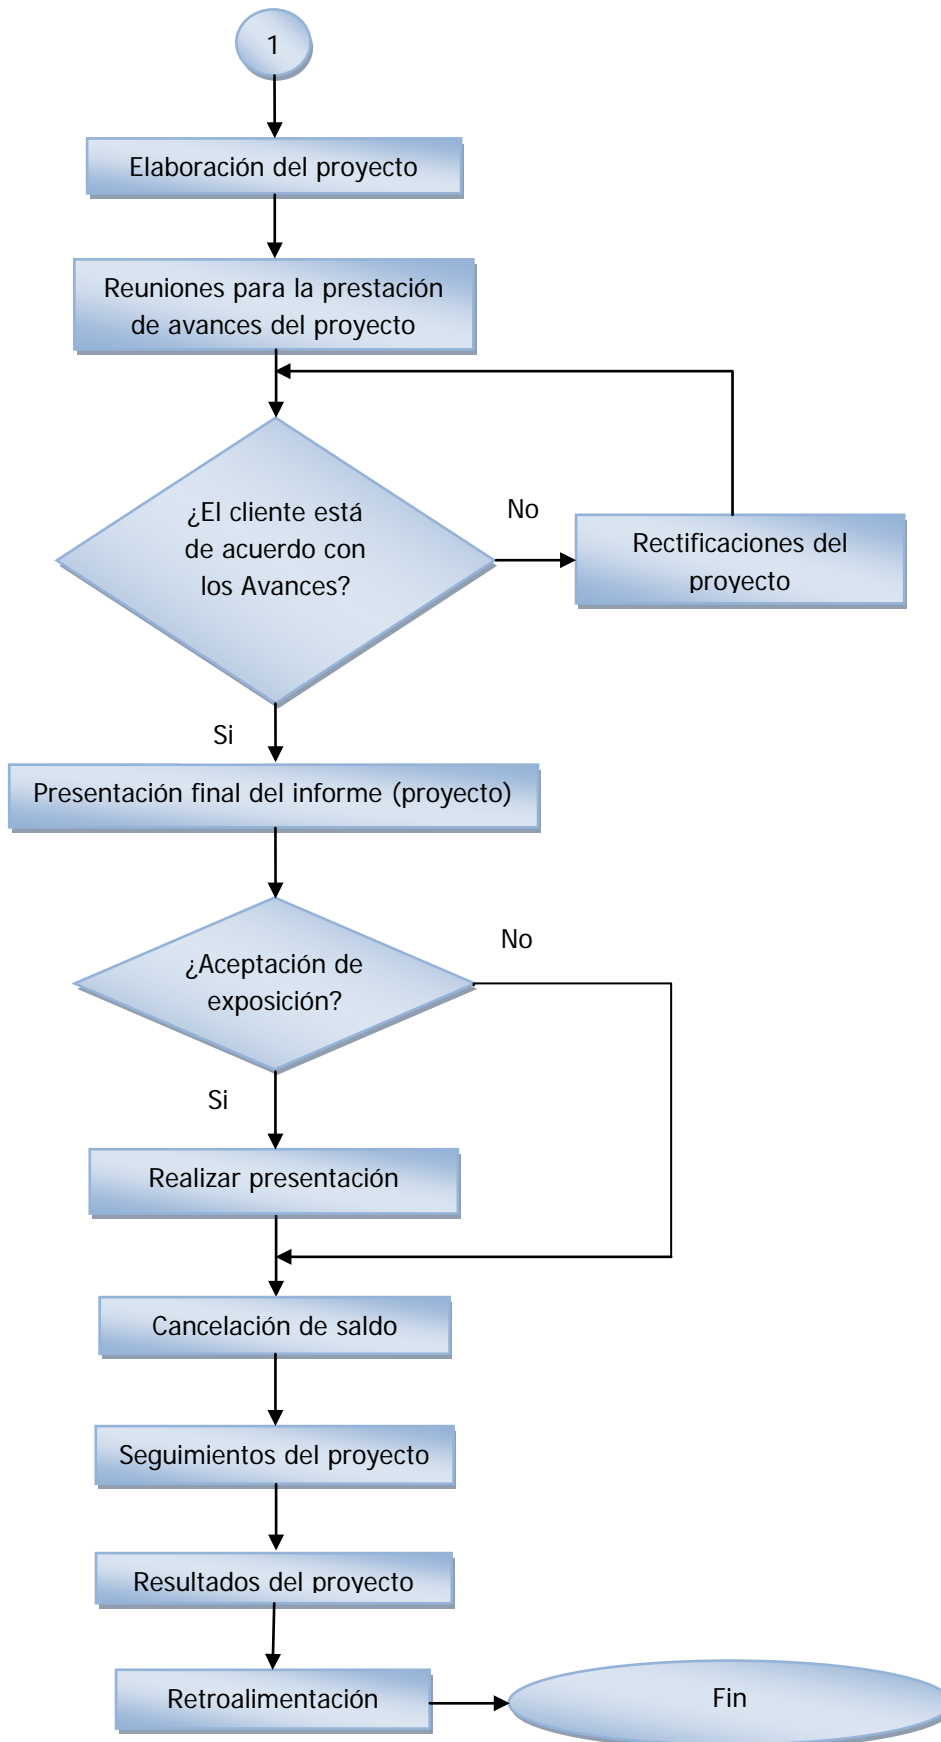 1
Elaboración del proyecto
Reuniones para la prestación
de avances del proyecto
¿El cliente está
de acuerdo con
los Avances?
No
Rectificaciones del
proyecto
Si
Presentación final del informe (proyecto)
¿Aceptación de
exposición?
No
Si
Realizar presentación
Cancelación de saldo
Seguimientos del proyecto
Resultados del proyecto
Retroalimentación
Fin